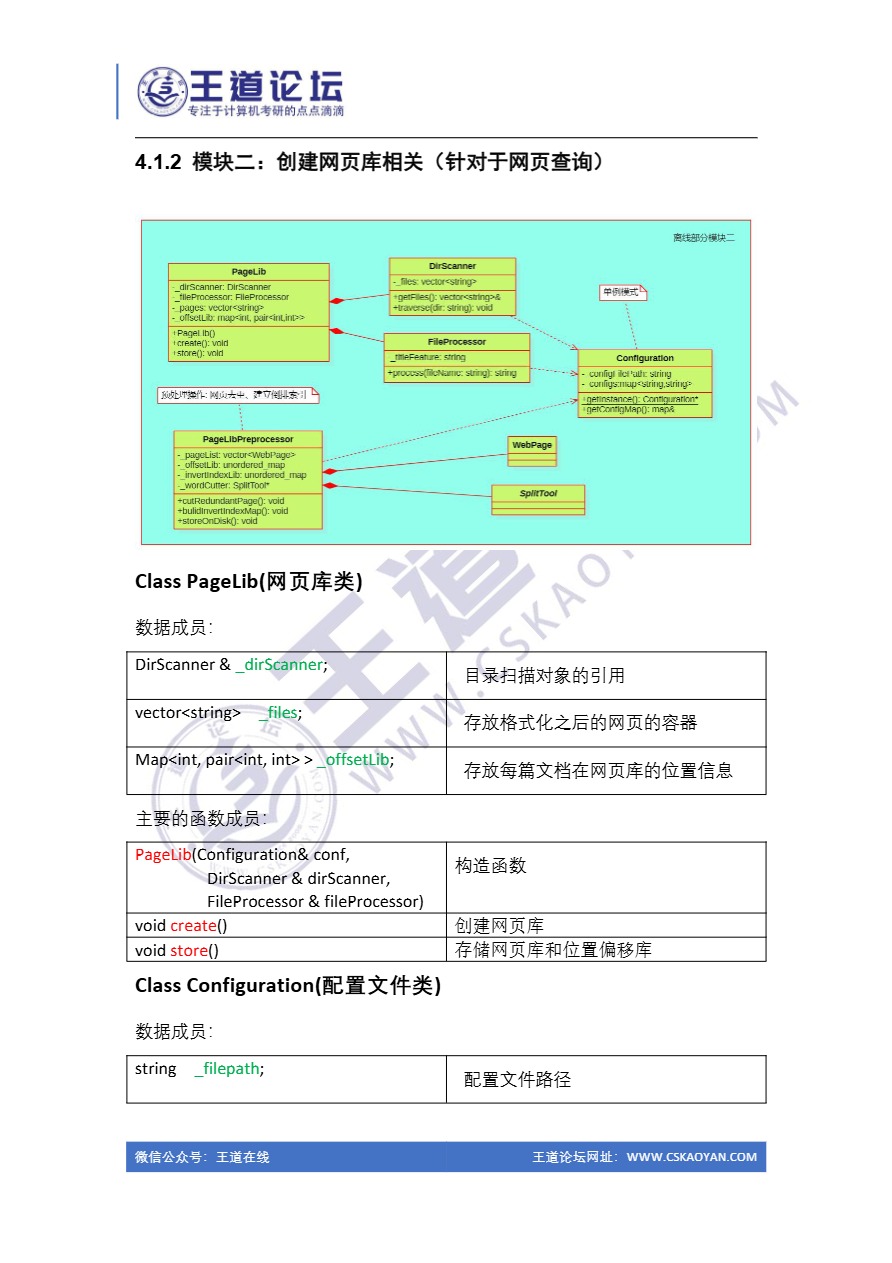 王道论坛
专注于计算机考研的点点滴滴
4.1.2 模块二：创建网页库相关（针对于网页查询）
离线部分模块二
PageLib
-_dirScanner: DirScanner
-_fileProcessor: FileProcessor
-_pages: vector<string>
-_offsetLib: map<int, pair<int,int>>
+PageLib()
+create(): void
+store(): void
DirScanner
-_files: vector<string>
+getFiles(): vector<string>&
+traverse(dir: string): void
单例模式
FileProcessor
_titleFeature: string
+process(fileName: string): string
Configuration
-_configFilePath: string
-_configs:map<string,string>
+getInstance(): Configuration*
+getConfigMap(): map&
预处理操作: 网页去重、建立倒排索引
PageLibPreprocessor
-_pageList: vector<WebPage>
-_offsetLib: unordered_map
-_invertIndexLib: unordered_map
-_wordCutter: SplitTool*
+cutRedundantPage(): void
+bulidInvertIndexMap(): void
+storeOnDisk(): void
WebPage
SplitTool
Class PageLib(网页库类)
数据成员：
DirScanner & _dirScanner;
目录扫描对象的引用
vector<string> _files;
存放格式化之后的网页的容器
Map<int, pair<int, int> > _offsetLib;
存放每篇文档在网页库的位置信息
主要的函数成员：
PageLib(Configuration& conf,
DirScanner & dirScanner,
FileProcessor & fileProcessor)
构造函数
void create()
创建网页库
void store()
存储网页库和位置偏移库
Class Configuration(配置文件类)
数据成员：
string _filepath;
配置文件路径
微信公众号：王道在线
王道论坛网址：WWW.CSKAOYAN.COM